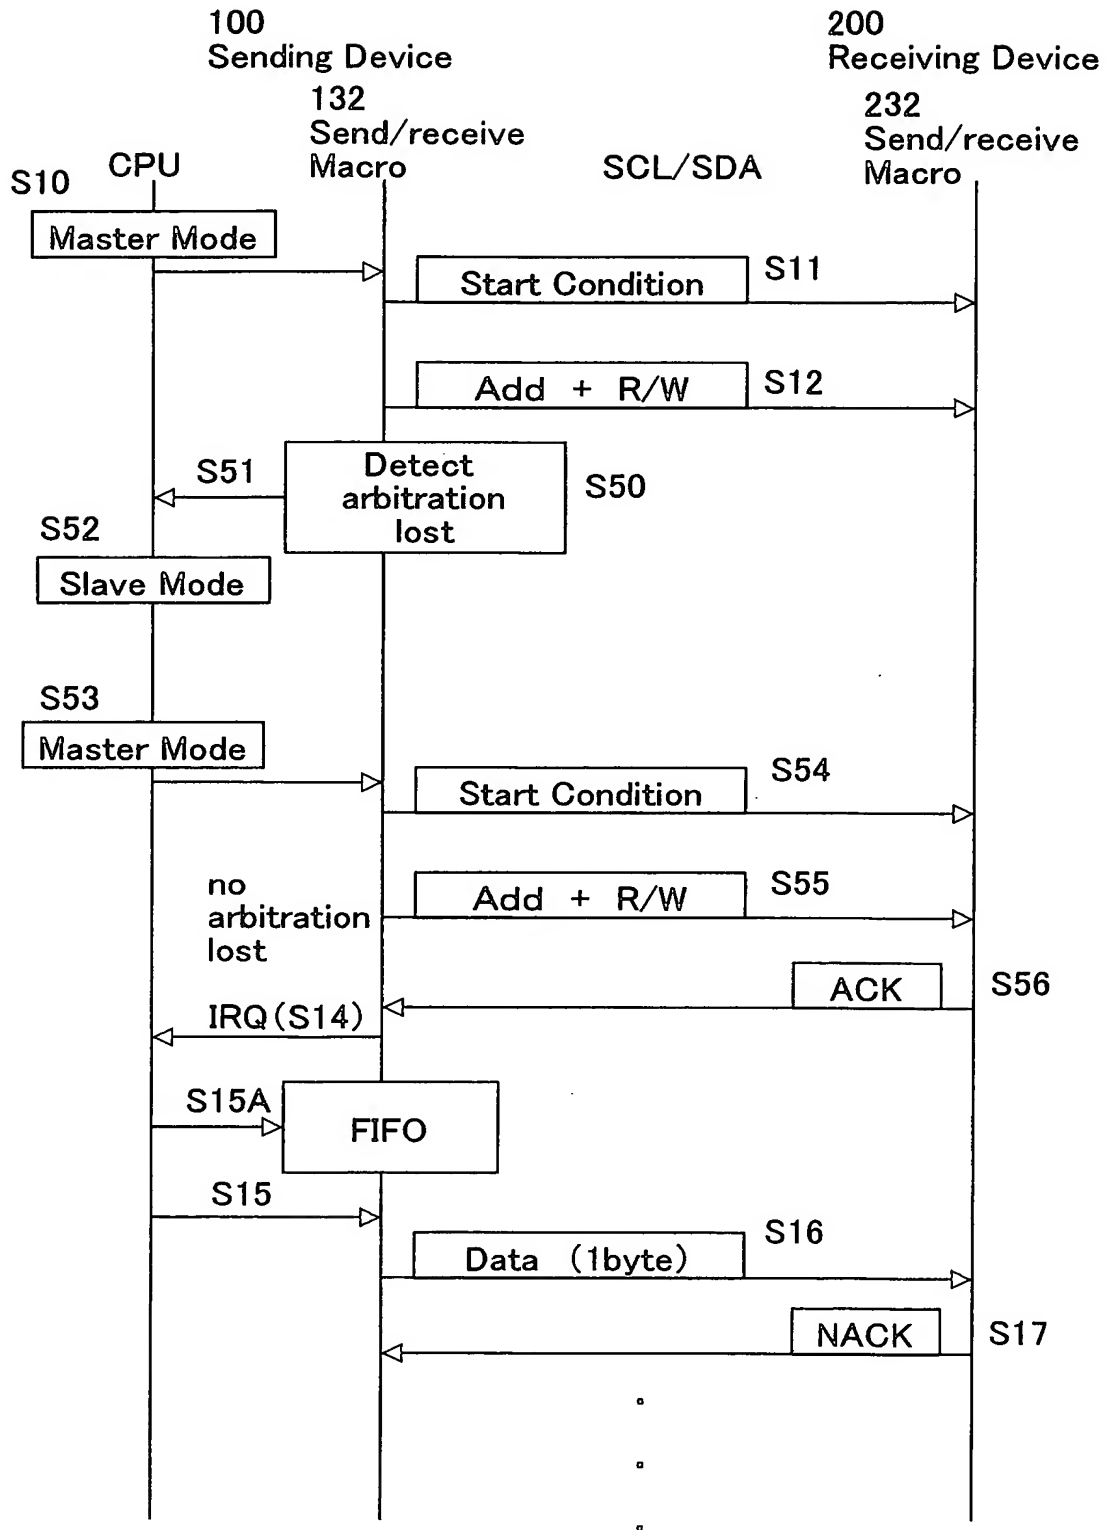 100
Sending Device
200
Receiving Device
132
Send/receive
Macro
232
Send/receive
Macro
CPU
SCL/SDA
S10
Master Mode
Start Condition
S11
Add + R/W
S12
S51
Detect
arbitration
lost
S50
S52
Slave Mode
S53
Master Mode
Start Condition
S54
no
arbitration
lost
Add + R/W
S55
ACK
S56
IRQ(S14)
S15A
FIFO
S15
Data (1byte)
S16
NACK
S17